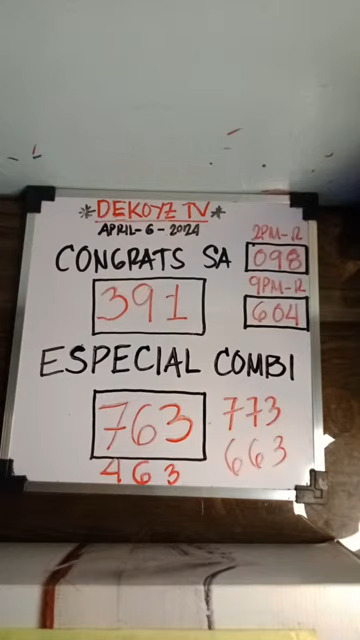 *DEKOYZ TV*
APRIL-6-2024
2PM-R
CONGRATS SA 098
9PM-R
391 604
ESPECIAL COMBI
763 773
463 663